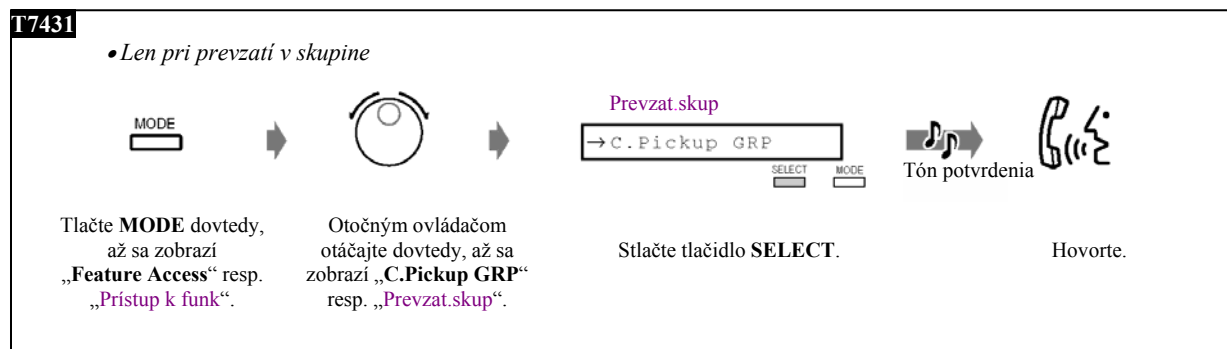 T7431
• Len pri prevzatí v skupine
MODE
Prevzat.skup
→C.Pickup GRP
SELECT MODE
Tón potvrdenia
Tlačte MODE dovtedy,
až sa zobrazí
„Feature Access“ resp.
„Prístup k funk“.
Otočným ovládačom
otáčajte dovtedy, až sa
zobrazí „C.Pickup GRP“
resp. „Prevzat.skup“.
Stlačte tlačidlo SELECT.
Hovorte.